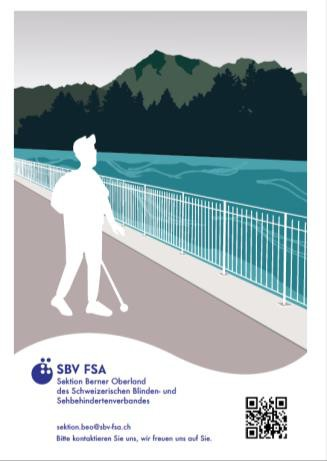 SBV FSA
Sektion Berner Oberland
des Schweizerischen Blinden- und
Sehbehindertenverbandes
sektion.beo@sbv-fsa.ch
Bitte kontaktieren Sie uns, wir freuen uns auf Sie.